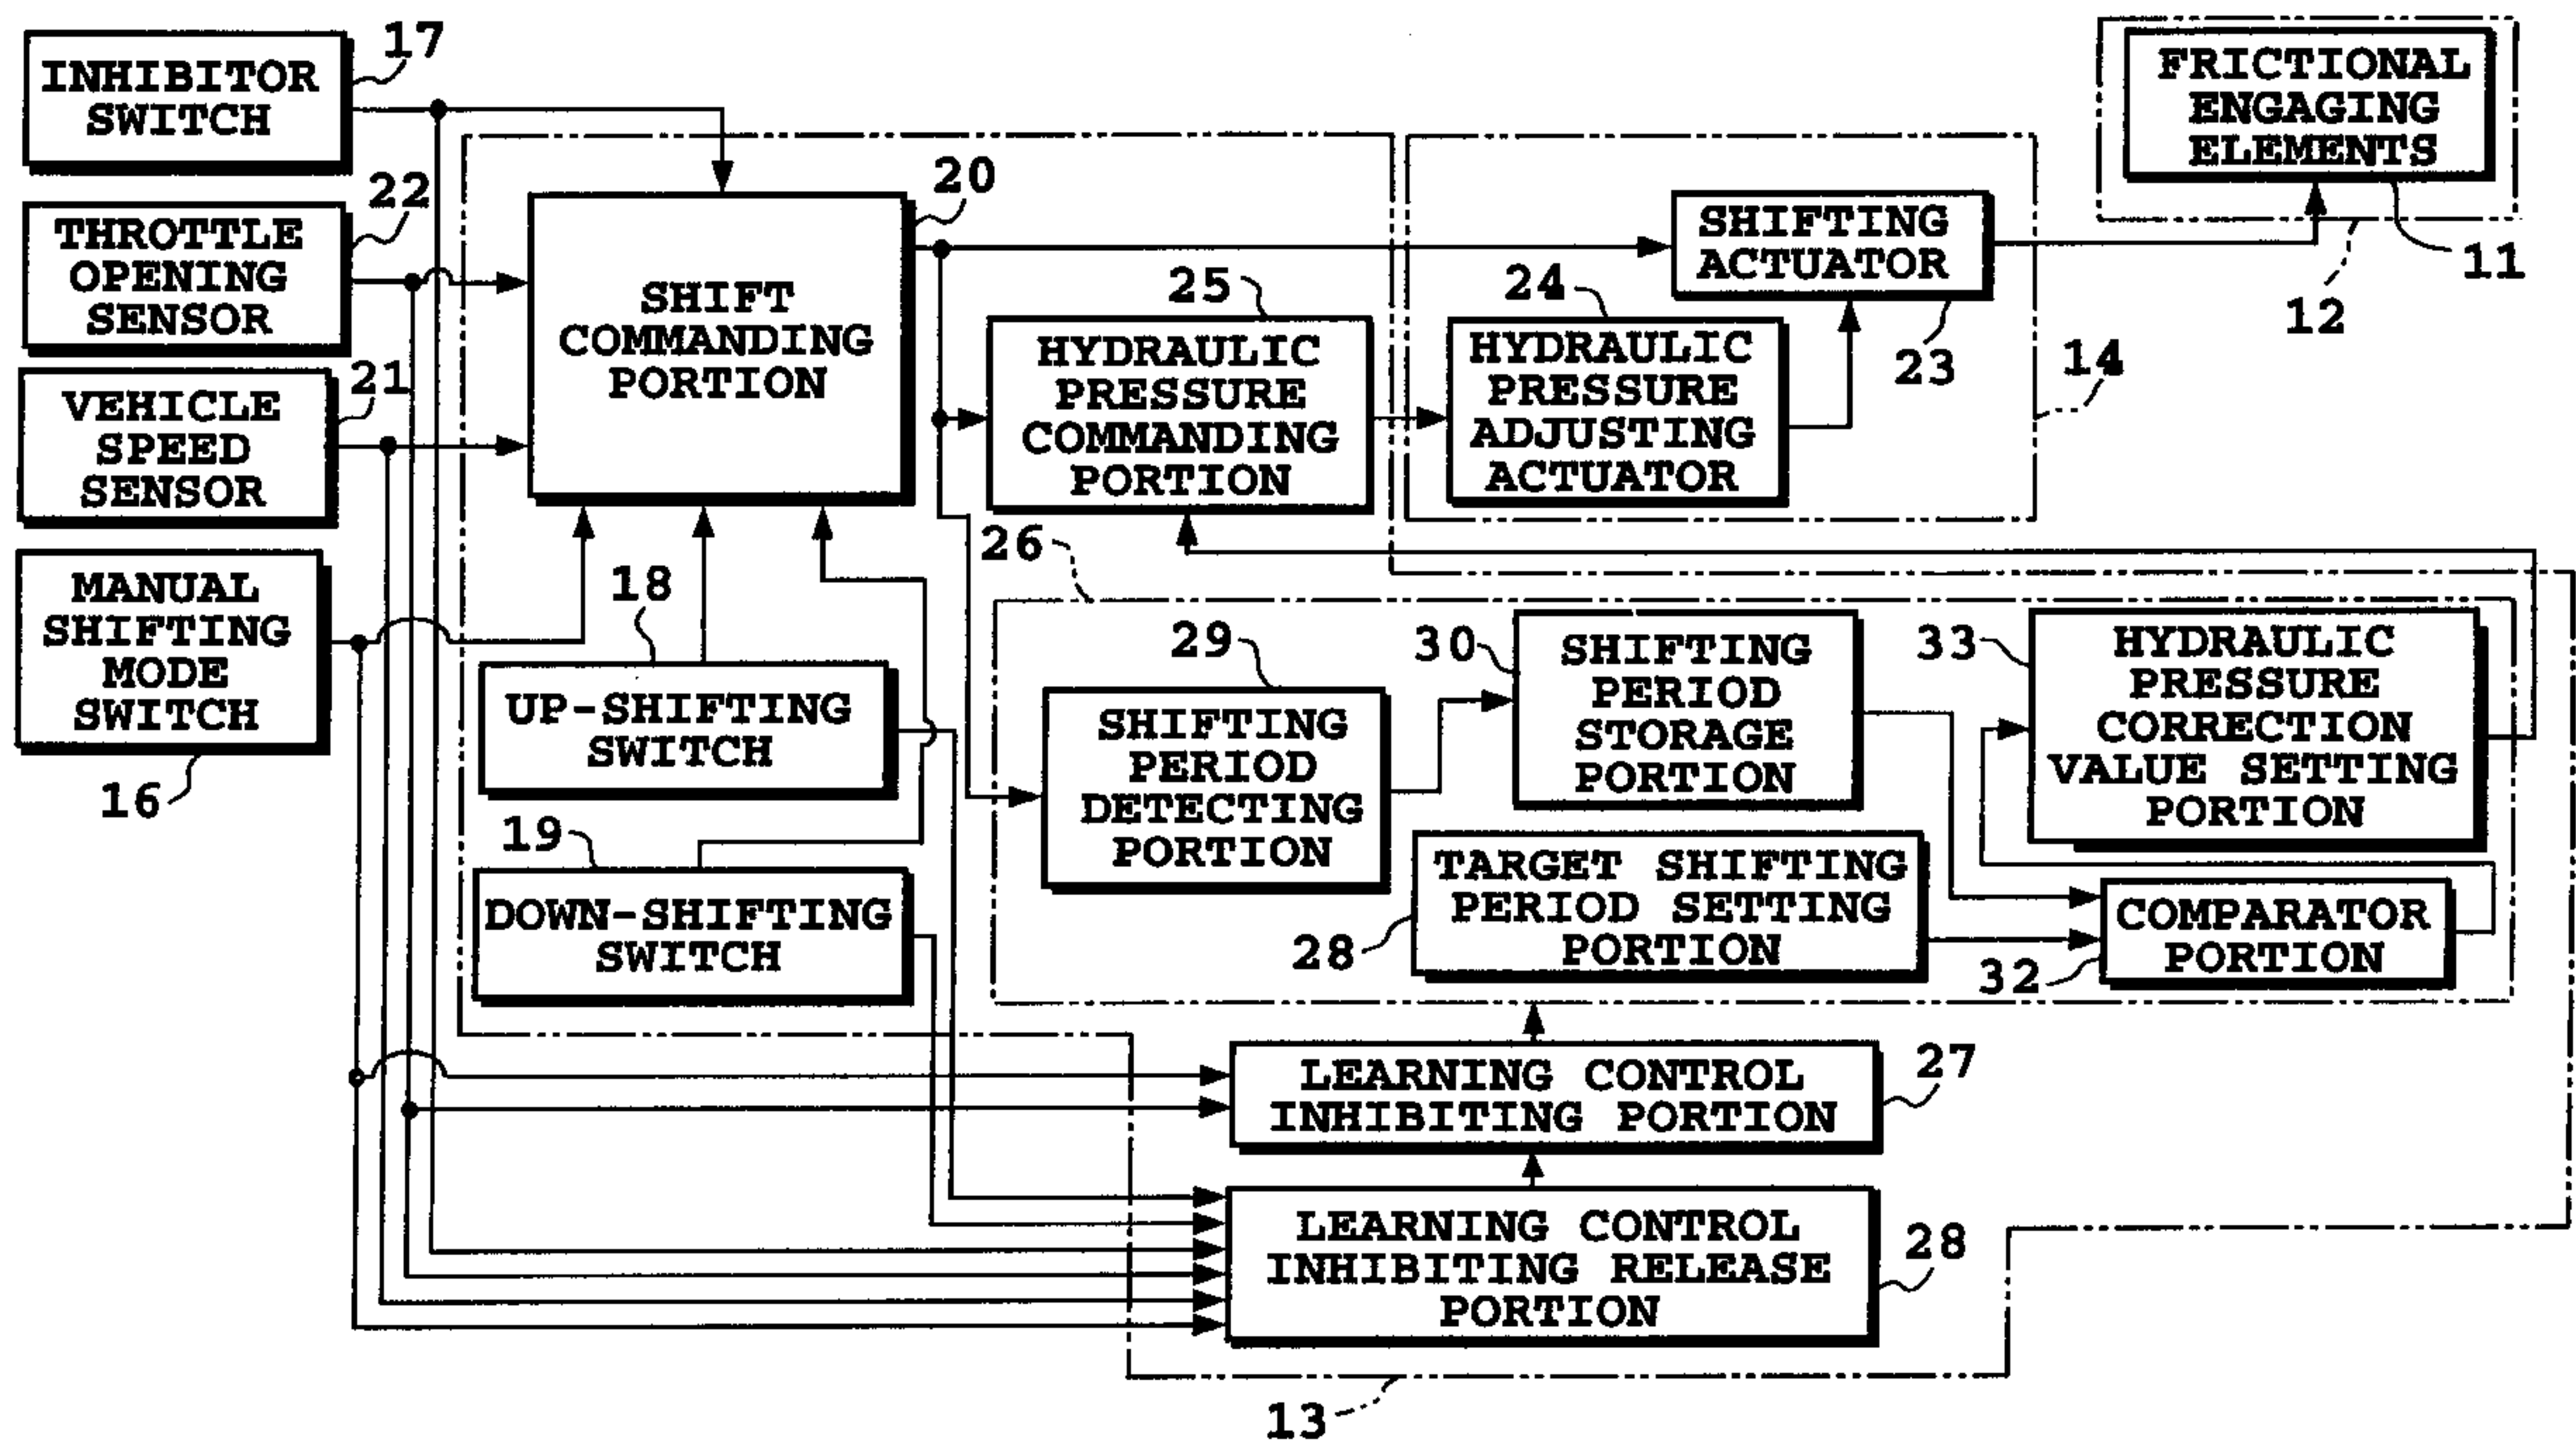 17
INHIBITOR
SWITCH
22
THROTTLE
OPENING
SENSOR
21
VEHICLE
SPEED
SENSOR
MANUAL
SHIFTING
MODE
SWITCH
16
20
SHIFT
COMMANDING
PORTION
18
UP-SHIFTING
SWITCH
19
DOWN-SHIFTING
SWITCH
25
HYDRAULIC
PRESSURE
COMMANDING
PORTION
24
HYDRAULIC
PRESSURE
ADJUSTING
ACTUATOR
SHIFTING
ACTUATOR
23
14
FRICTIONAL
ENGAGING
ELEMENTS
11
12
26
29
SHIFTING
PERIOD
DETECTING
PORTION
30
SHIFTING
PERIOD
STORAGE
PORTION
33
HYDRAULIC
PRESSURE
CORRECTION
VALUE SETTING
PORTION
28
TARGET SHIFTING
PERIOD SETTING
PORTION
32
COMPARATOR
PORTION
27
LEARNING CONTROL
INHIBITING PORTION
28
LEARNING CONTROL
INHIBITING RELEASE
PORTION
13